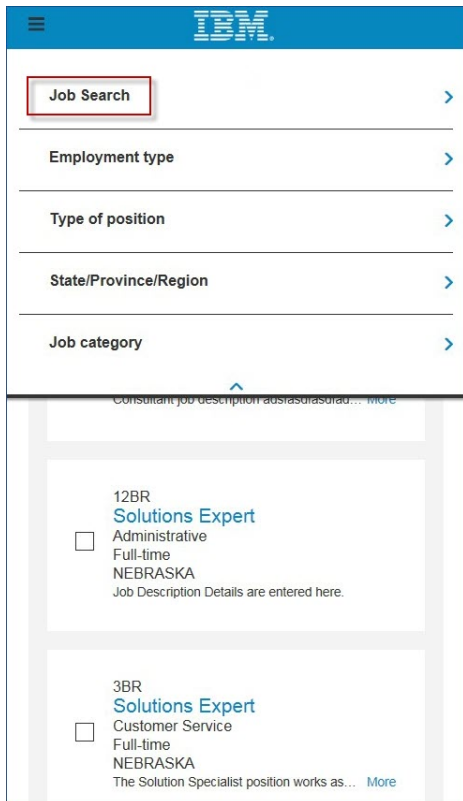 IBM.
Job Search
Employment type
Type of position
State/Province/Region
Job category
Consultant job description adsfasdfasdfad... More
12BR
Solutions Expert
Administrative
Full-time
NEBRASKA
Job Description Details are entered here.
3BR
Solutions Expert
Customer Service
Full-time
NEBRASKA
The Solution Specialist position works as... More